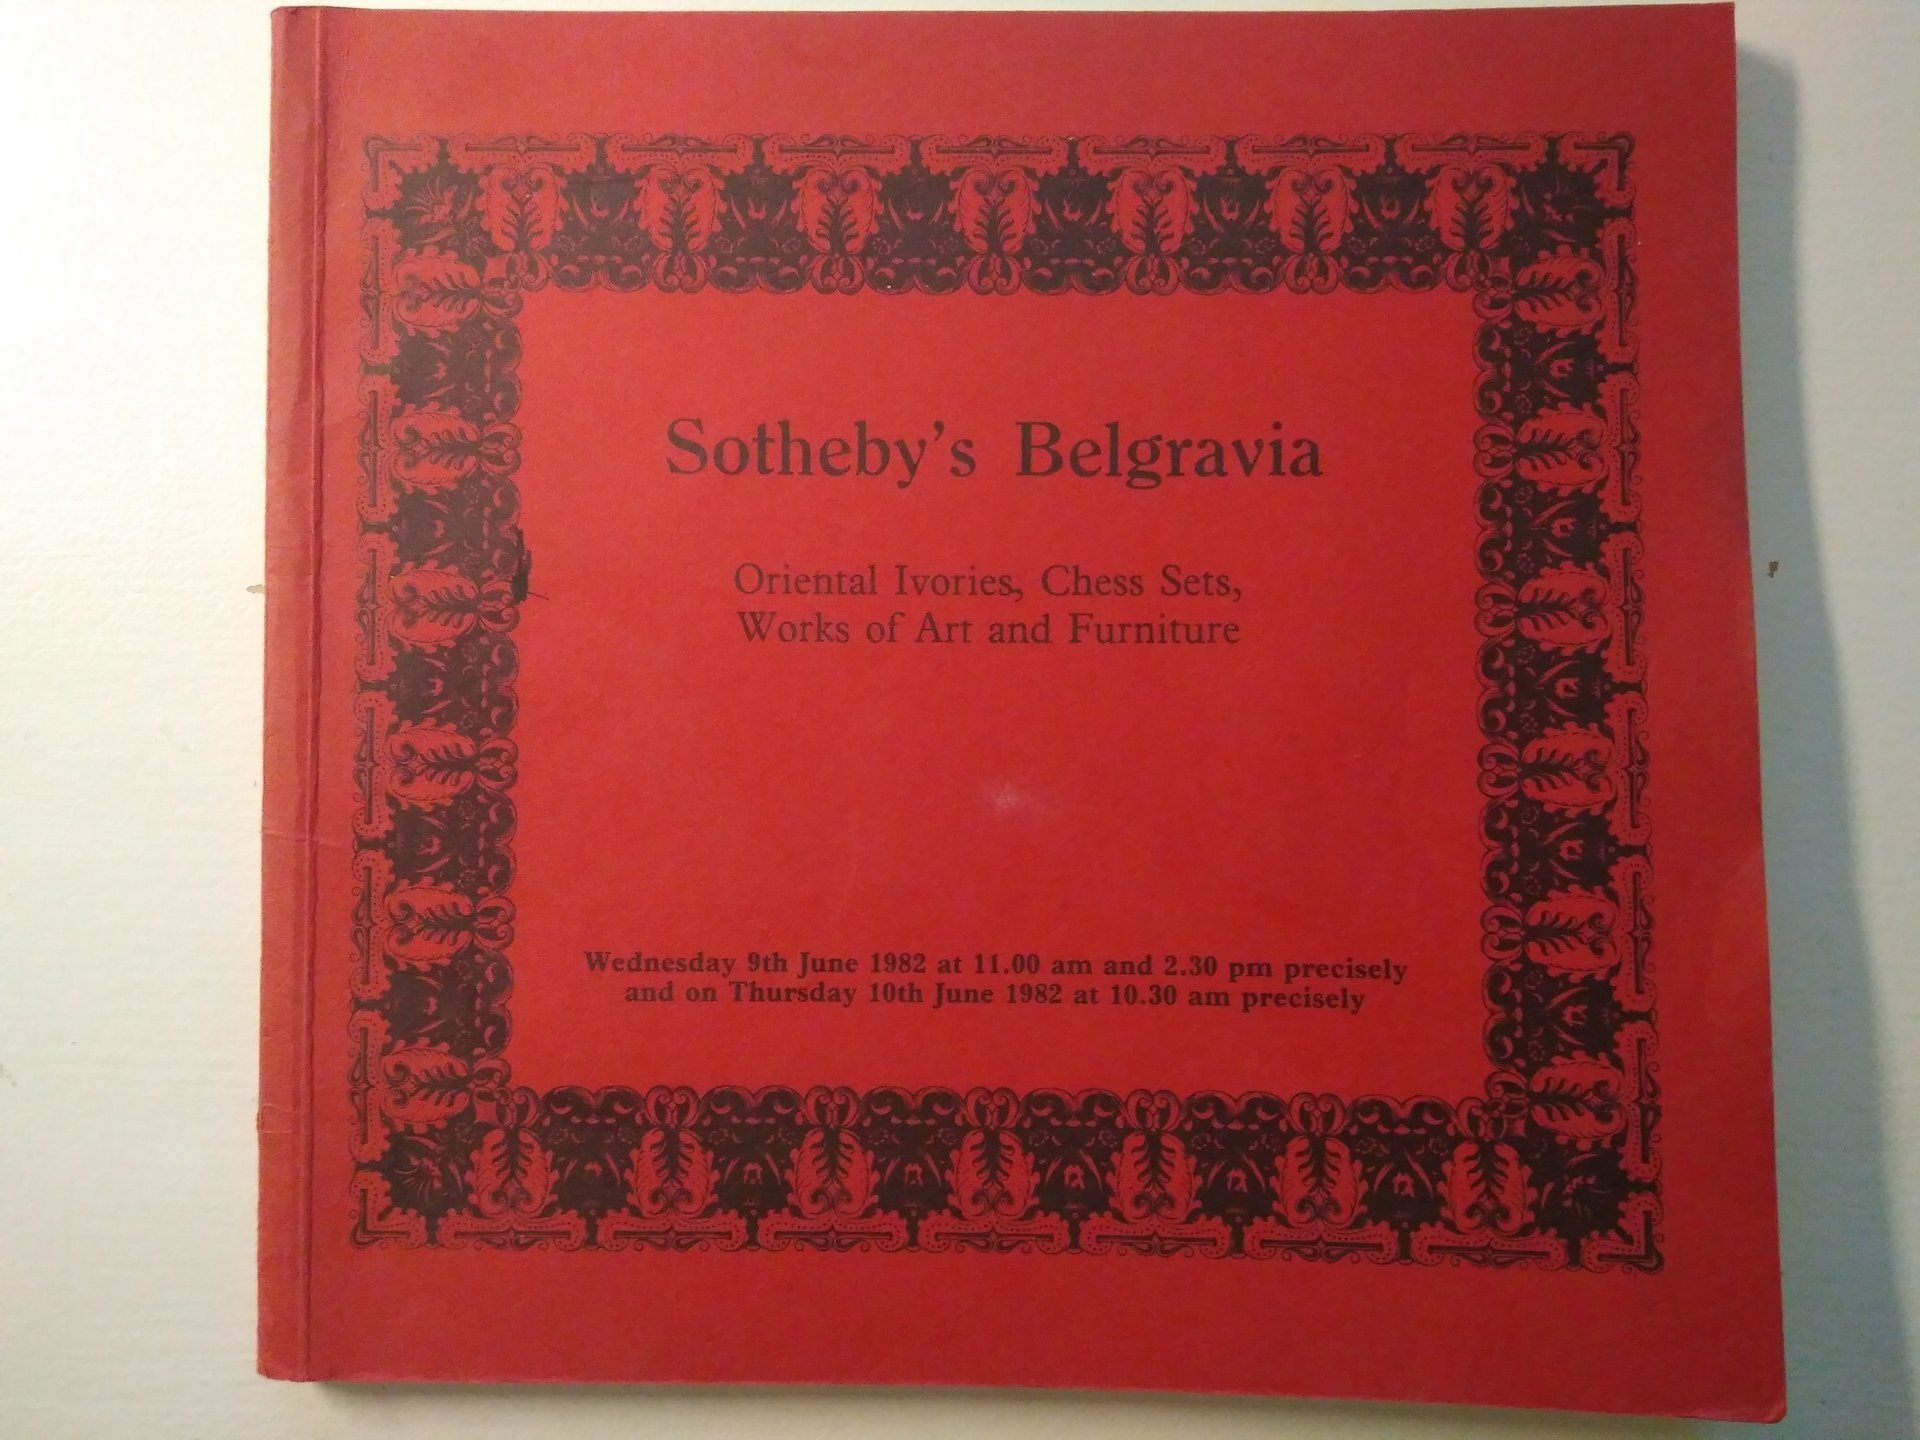 Sotheby's Belgravia
Oriental Ivories, Chess Sets,
Works of Art and Furniture
Wednesday 9th June 1982 at 11.00 am and 2.30 pm precisely
and on Thursday 10th June 1982 at 10.30 am precisely